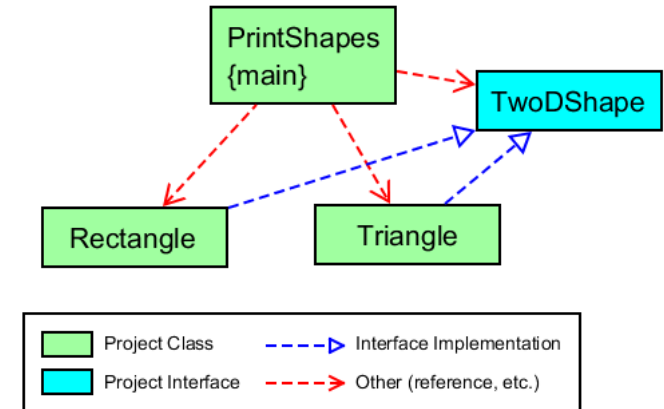 PrintShapes
{main}
TwoDShape
Rectangle
Triangle
Project Class
Interface Implementation
Project Interface
Other (reference, etc.)